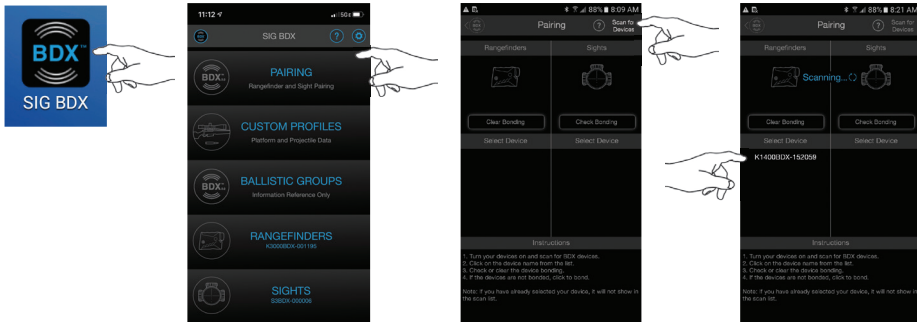 BDX™
SIG BDX
11:12
5G
SIG BDX
?
BDX
PAIRING
Rangefinder and Sight Pairing
CUSTOM PROFILES
Platform and Projectile Data
BDX
BALLISTIC GROUPS
Information Reference Only
RANGEFINDERS
K3000BDX-001195
SIGHTS
S3BDX-000006
88% 8:09 AM
Pairing
?
Scan for
Devices
Rangefinders
Sights
Clear Bonding
Check Bonding
Select Device
Select Device
Instructions
1. Turn your devices on and scan for BDX devices.
2. Click on the device name from the list.
3. Check or clear the device bonding.
4. If the devices are not bonded, click to bond.
Note: If you have already selected your device, it will not show in
the scan list.
88% 8:21 AM
Pairing
?
Scan for
Devices
Rangefinders
Sights
Scanning...
Clear Bonding
Check Bonding
Select Device
Select Device
K1400BDX-152059
Instructions
1. Turn your devices on and scan for BDX devices.
2. Click on the device name from the list.
3. Check or clear the device bonding.
4. If the devices are not bonded, click to bond.
Note: If you have already selected your device, it will not show in
the scan list.